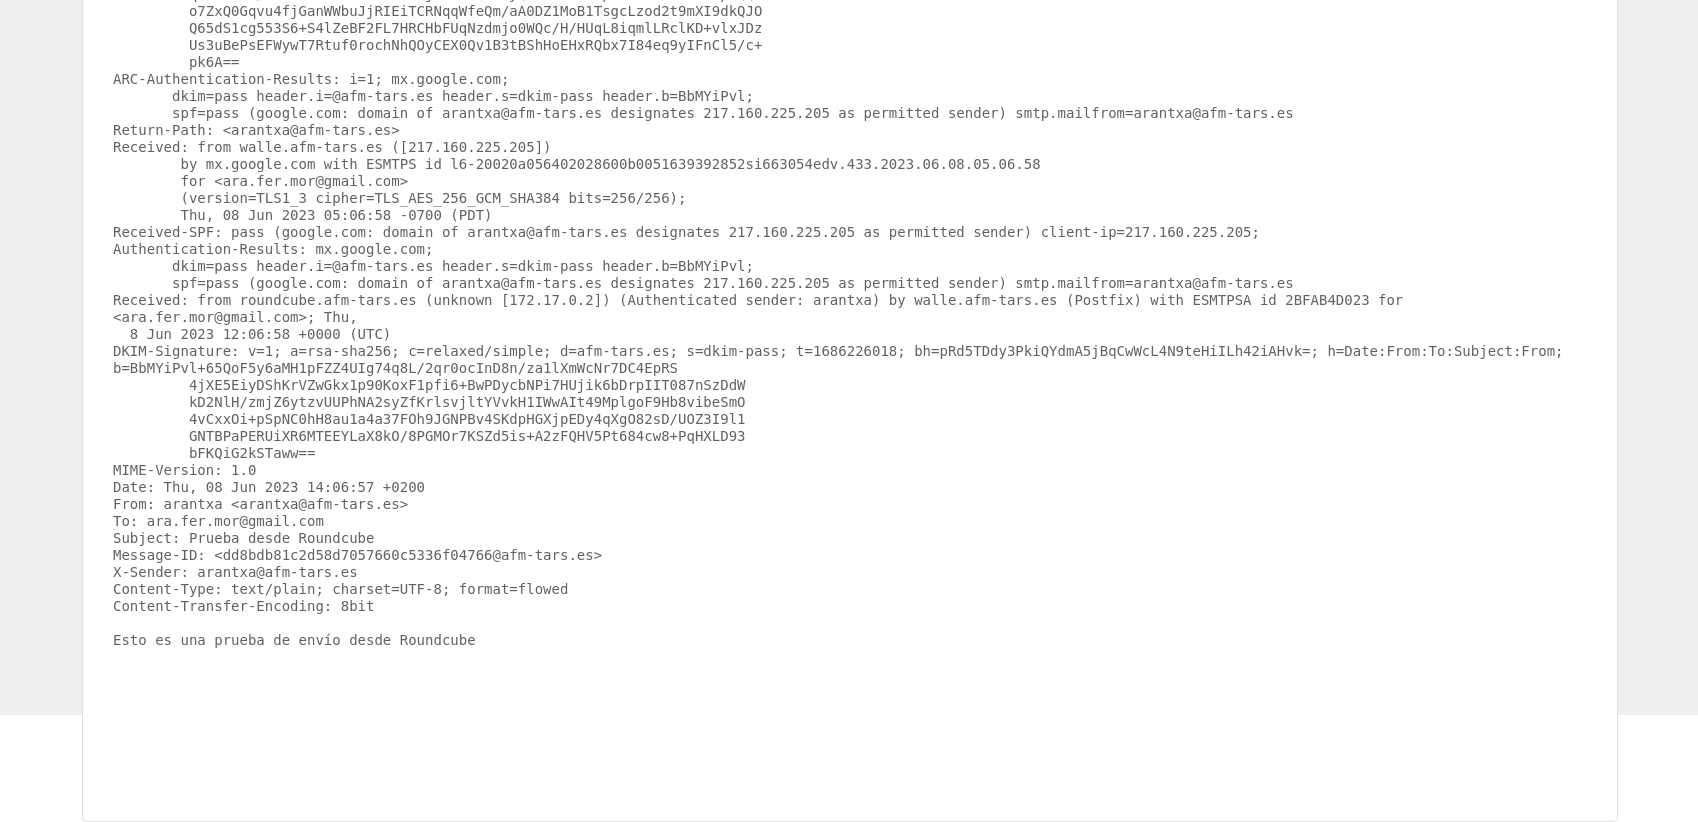 o7ZxQ0Gqvu4fjGanWWbuJjRIEiTCRNqqWfeQm/aA0DZ1MoB1TsgcLzod2t9mXI9dkQJO
Q65dS1cg553S6+S4lZeBF2FL7HRCHbFUqNzdmjo0WQc/H/HUqL8iqmlLRclKD+vlxJDz
Us3uBePsEFWywT7Rtuf0rochNhQOyCEX0Qv1B3tBShHoEHxRQbx7I84eq9yIFnCl5/c+
pk6A==
ARC-Authentication-Results: i=1; mx.google.com;
dkim=pass header.i=@afm-tars.es header.s=dkim-pass header.b=BbMYiPvl;
spf=pass (google.com: domain of arantxa@afm-tars.es designates 217.160.225.205 as permitted sender) smtp.mailfrom=arantxa@afm-tars.es
Return-Path: <arantxa@afm-tars.es>
Received: from walle.afm-tars.es ([217.160.225.205])
by mx.google.com with ESMTPS id l6-20020a056402028600b0051639392852si663054edv.433.2023.06.08.05.06.58
for <ara.fer.mor@gmail.com>
(version=TLS1_3 cipher=TLS_AES_256_GCM_SHA384 bits=256/256);
Thu, 08 Jun 2023 05:06:58 -0700 (PDT)
Received-SPF: pass (google.com: domain of arantxa@afm-tars.es designates 217.160.225.205 as permitted sender) client-ip=217.160.225.205;
Authentication-Results: mx.google.com;
dkim=pass header.i=@afm-tars.es header.s=dkim-pass header.b=BbMYiPvl;
spf=pass (google.com: domain of arantxa@afm-tars.es designates 217.160.225.205 as permitted sender) smtp.mailfrom=arantxa@afm-tars.es
Received: from roundcube.afm-tars.es (unknown [172.17.0.2]) (Authenticated sender: arantxa) by walle.afm-tars.es (Postfix) with ESMTPSA id 2BFAB4D023 for
<ara.fer.mor@gmail.com>; Thu,
8 Jun 2023 12:06:58 +0000 (UTC)
DKIM-Signature: v=1; a=rsa-sha256; c=relaxed/simple; d=afm-tars.es; s=dkim-pass; t=1686226018; bh=pRd5TDdy3PkiQYdmA5jBqCwWcL4N9teHiILh42iAHvk=; h=Date:From:To:Subject:From;
b=BbMYiPvl+65QoF5y6aMH1pFZZ4UIg74q8L/2qr0ocInD8n/za1lXmWcNr7DC4EpRS
4jXE5EiyDShKrVZwGkx1p90KoxF1pfi6+BwPDycbNPi7HUjik6bDrpIIT087nSzDdW
kD2NlH/zmjZ6ytzvUUPhNA2syZfKrlsvjltYVvkH1IWwAIt49MplgoF9Hb8vibeSmO
4vCxxOi+pSpNC0hH8au1a4a37FOh9JGNPBv4SKdpHGXjpEDy4qXgO82sD/UOZ3I9l1
GNTBPaPERUiXR6MTEEYLaX8kO/8PGMOr7KSZd5is+A2zFQHV5Pt684cw8+PqHXLD93
bFKQiG2kSTaww==
MIME-Version: 1.0
Date: Thu, 08 Jun 2023 14:06:57 +0200
From: arantxa <arantxa@afm-tars.es>
To: ara.fer.mor@gmail.com
Subject: Prueba desde Roundcube
Message-ID: <dd8bdb81c2d58d7057660c5336f04766@afm-tars.es>
X-Sender: arantxa@afm-tars.es
Content-Type: text/plain; charset=UTF-8; format=flowed
Content-Transfer-Encoding: 8bit
Esto es una prueba de envío desde Roundcube